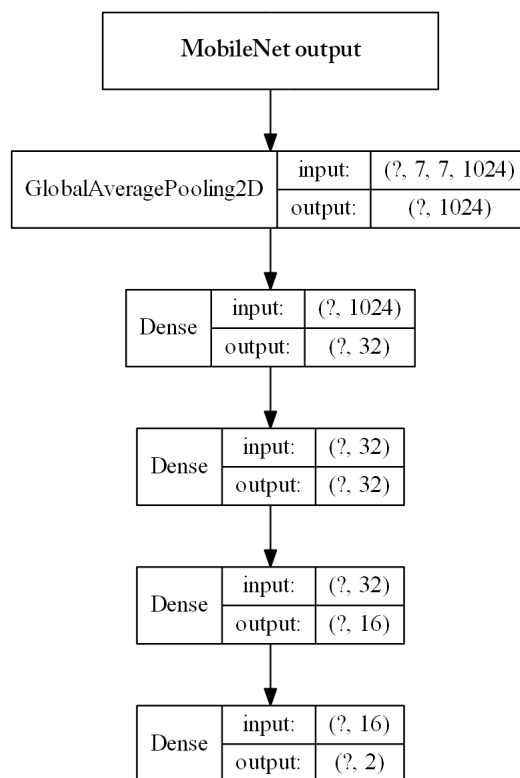 MobileNet output
GlobalAveragePooling2D
input: (?, 7, 7, 1024)
output: (?, 1024)
Dense
input: (?, 1024)
output: (?, 32)
Dense
input: (?, 32)
output: (?, 32)
Dense
input: (?, 32)
output: (?, 16)
Dense
input: (?, 16)
output: (?, 2)